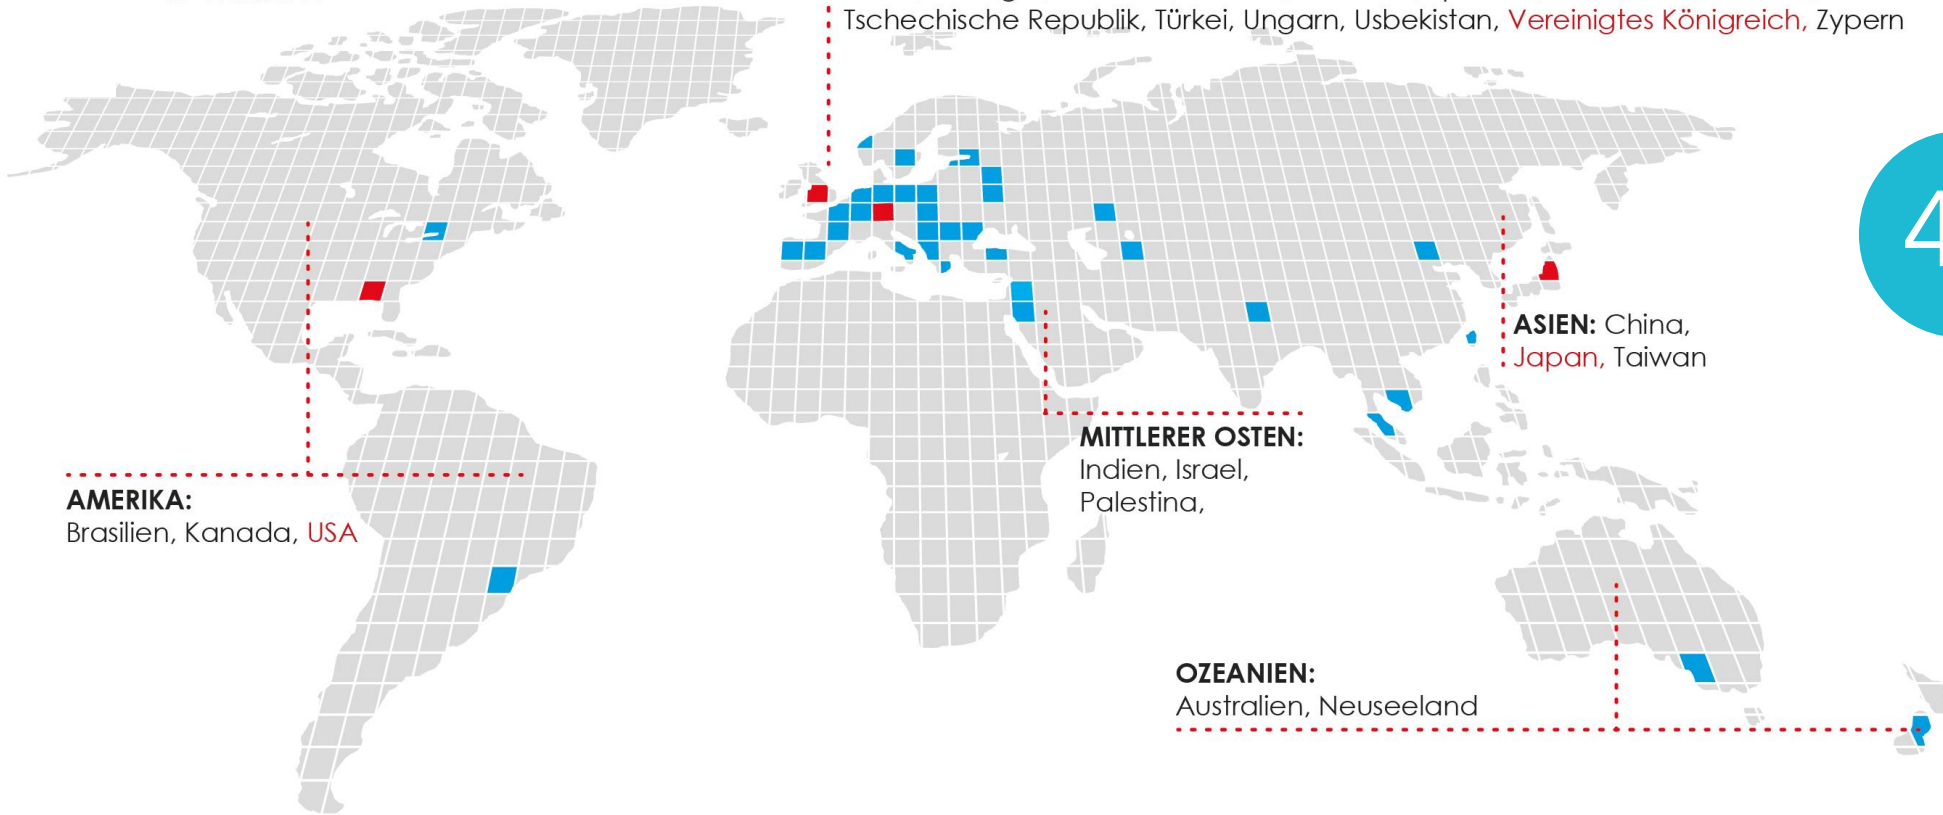 Tschechische Republik, Türkei, Ungarn, Usbekistan, Vereinigtes Königreich, Zypern
4
ASIEN: China,
Japan, Taiwan
MITTLERER OSTEN:
Indien, Israel,
Palestina,
AMERIKA:
Brasilien, Kanada, USA
OZEANIEN:
Australien, Neuseeland